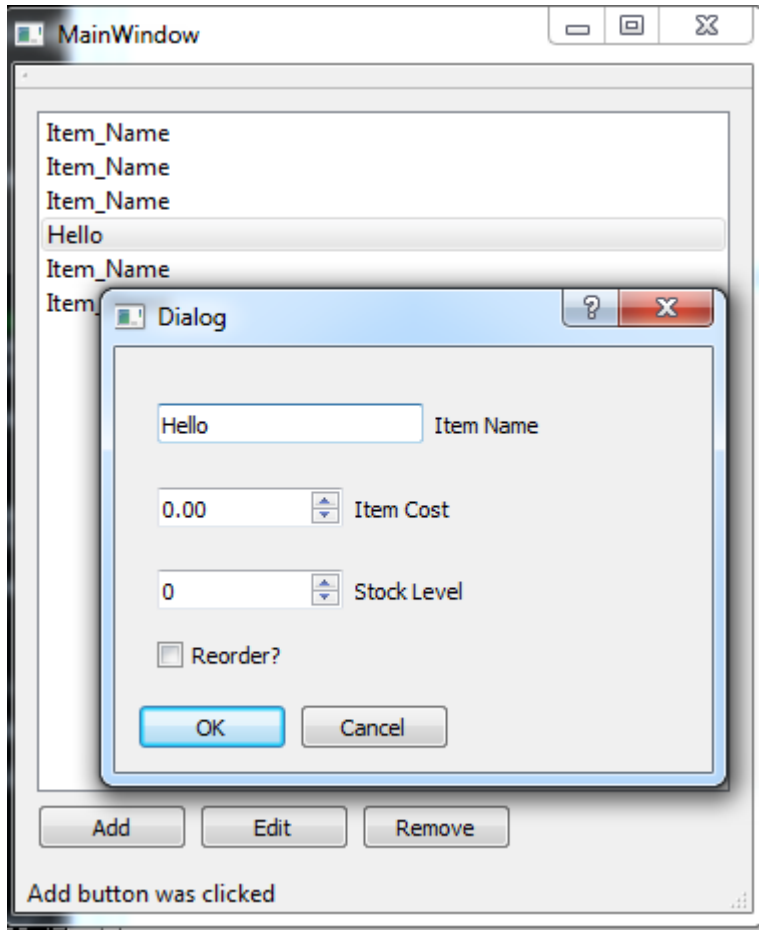 MainWindow
Item_Name
Item_Name
Item_Name
Hello
Item_Name
Item_
Dialog
Hello Item Name
0.00 Item Cost
0 Stock Level
Reorder?
OK Cancel
Add Edit Remove
Add button was clicked